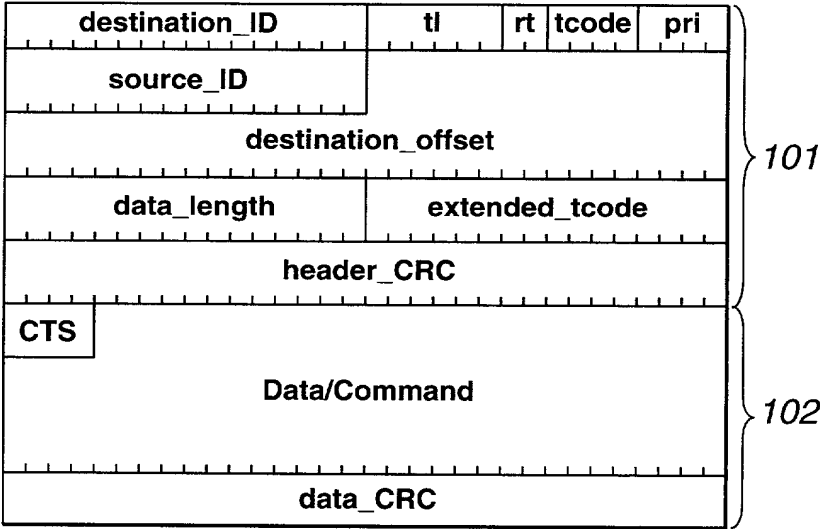 destination_ID tl rt tcode pri
source_ID
destination_offset
101
data_length extended_tcode
header_CRC
CTS
Data/Command
102
data_CRC